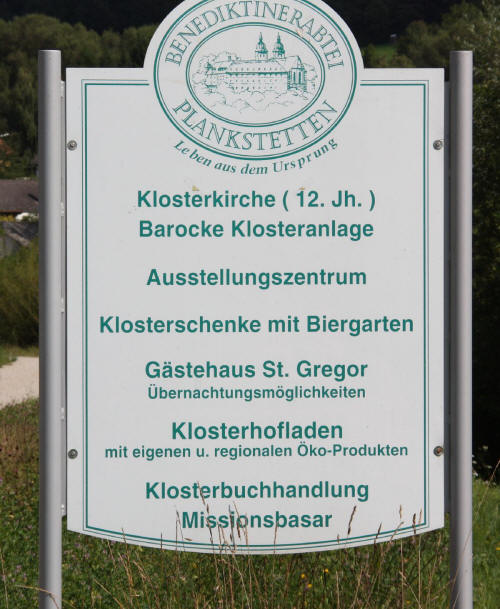 BENEDIKTINERABTEI
PLANKSTETTEN
Leben aus dem Ursprung
Klosterkirche ( 12. Jh. )
Barocke Klosteranlage
Ausstellungszentrum
Klosterschenke mit Biergarten
Gästehaus St. Gregor
Übernachtungsmöglichkeiten
Klosterhofladen
mit eigenen u. regionalen Öko-Produkten
Klosterbuchhandlung
Missionsbasar